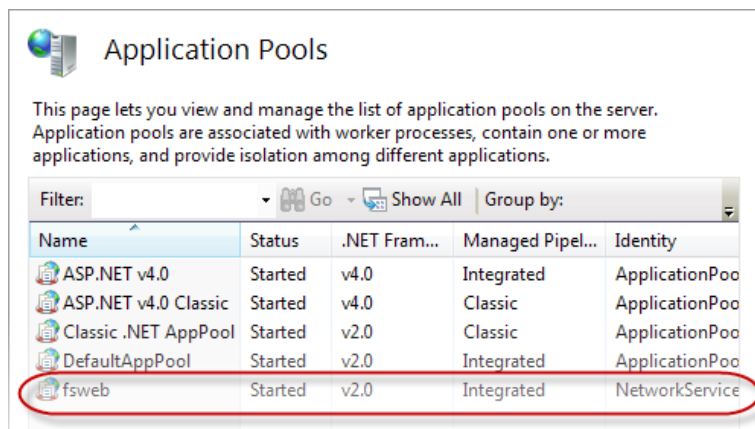 Application Pools
This page lets you view and manage the list of application pools on the server.
Application pools are associated with worker processes, contain one or more
applications, and provide isolation among different applications.
Filter: Go Show All Group by:
Name Status .NET Fram... Managed Pipel... Identity
ASP.NET v4.0 Started v4.0 Integrated ApplicationPoo
ASP.NET v4.0 Classic Started v4.0 Classic ApplicationPoo
Classic .NET AppPool Started v2.0 Classic ApplicationPoo
DefaultAppPool Started v2.0 Integrated ApplicationPoo
fsweb Started v2.0 Integrated NetworkService